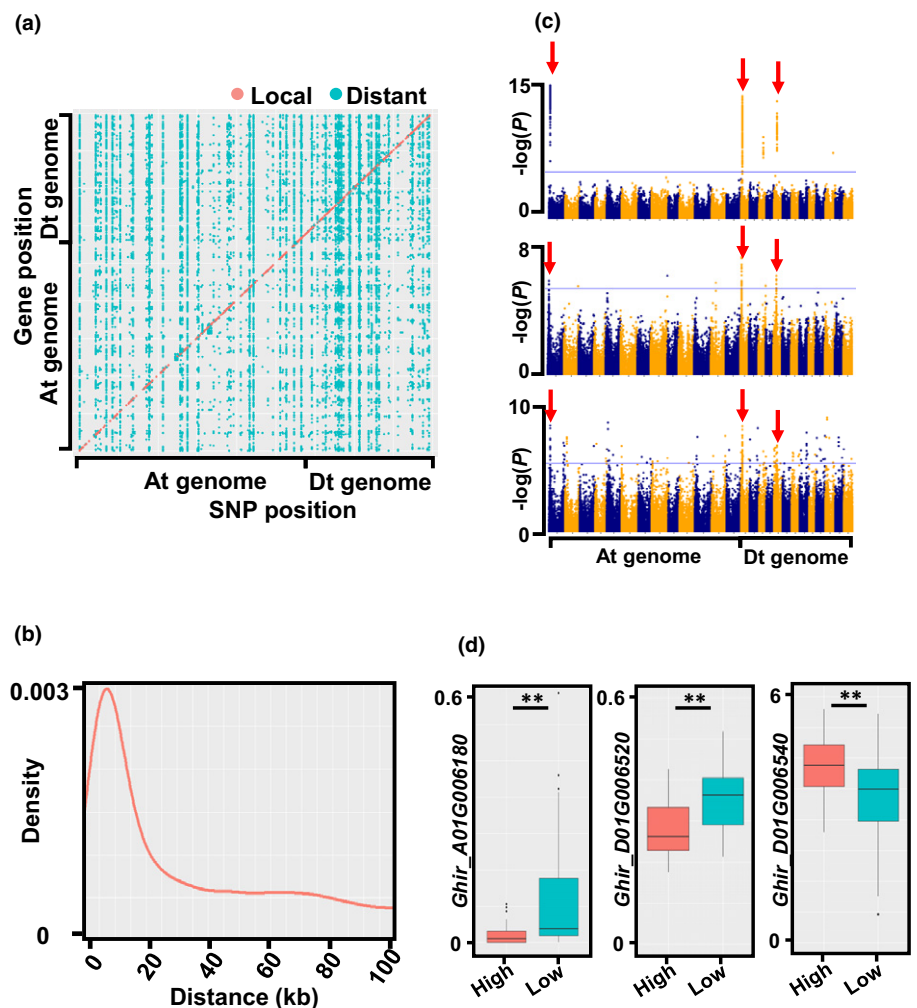 (a)
Local Distant
Gene position
At genome Dt genome
At genome Dt genome
SNP position
(b)
0.003
Density
0
0 20 40 60 80 100
Distance (kb)
(c)
15
-log(P)
0
8
-log(P)
0
10
-log(P)
0
At genome Dt genome
(d)
0.6
Ghir_A01G006180
0
**
High Low
0.6
Ghir_D01G006520
0
**
High Low
6
Ghir_D01G006540
0
**
High Low